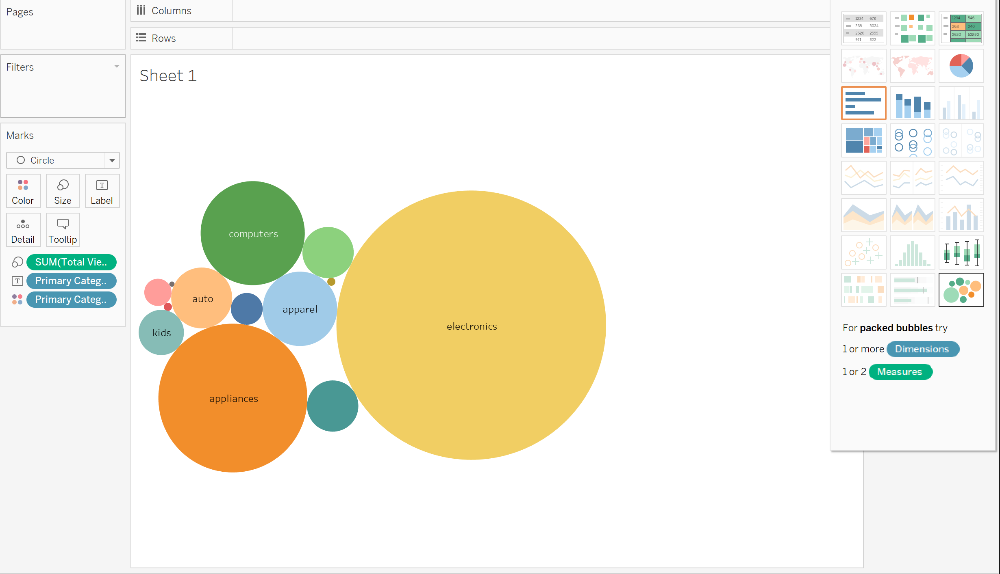 Pages
Columns
Rows
Filters
Sheet 1
Marks
Circle
Color
Size
T
Label
Detail
Tooltip
SUM(Total Vie..
T
Primary Categ..
Primary Categ..
computers
auto
apparel
kids
electronics
appliances
1234 678
368 3034
2620 2559
971 322
1234 546
368 340
2620 53890
For packed bubbles try
1 or more Dimensions
1 or 2 Measures